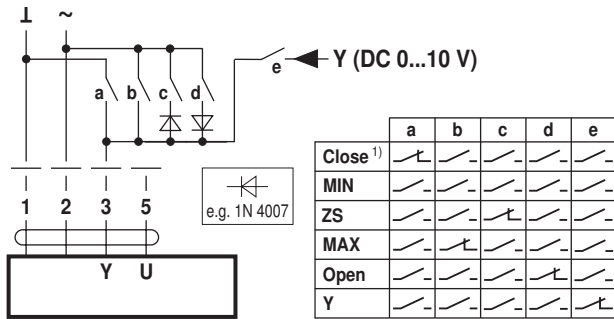 ⊥ ~
e Y (DC 0...10 V)
a b c d
1 2 3 5
e.g. 1N 4007
Y U
a b c d e
Close 1)
MIN
ZS
MAX
Open
Y